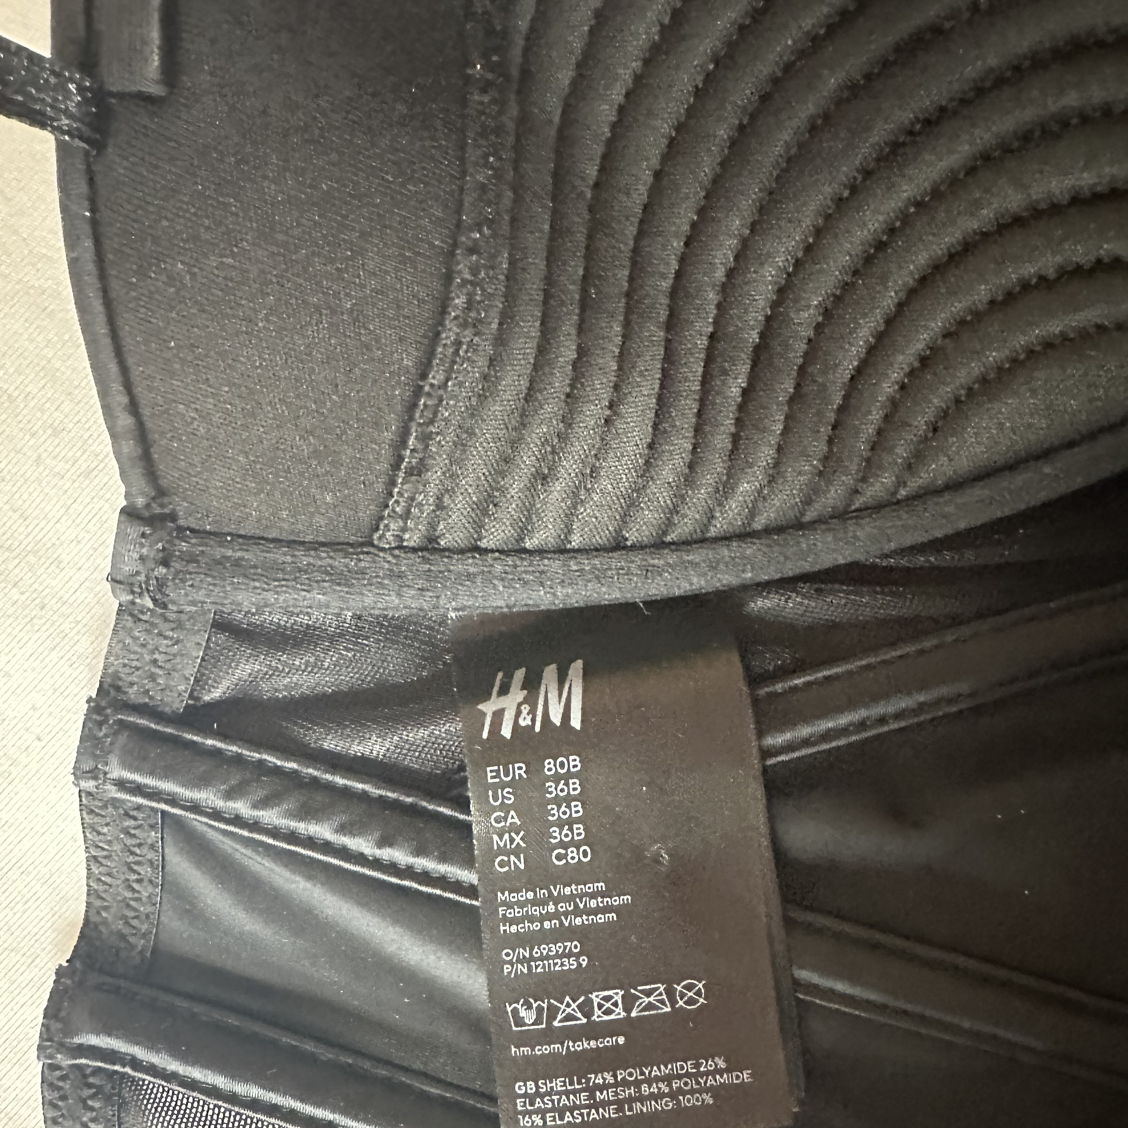 H&M
EUR 80B
US 36B
CA 36B
MX 36B
CN C80
Made in Vietnam
Fabriqué au Vietnam
Hecho en Vietnam
O/N 693970
P/N 1211235 9
hm.com/takecare
GB SHELL: 74% POLYAMIDE 26%
ELASTANE. MESH: 84% POLYAMIDE
16% ELASTANE. LINING: 100%